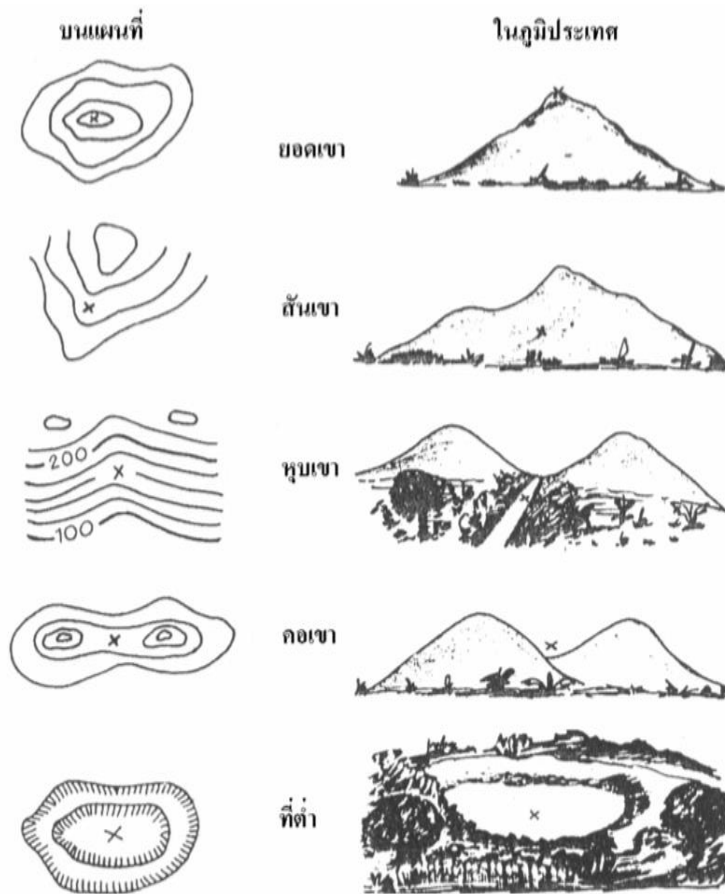 บนแผนที่
ในภูมิประเทศ
ยอดเขา
สันเขา
200
100
หุบเขา
คอเขา
ที่ต่ำ